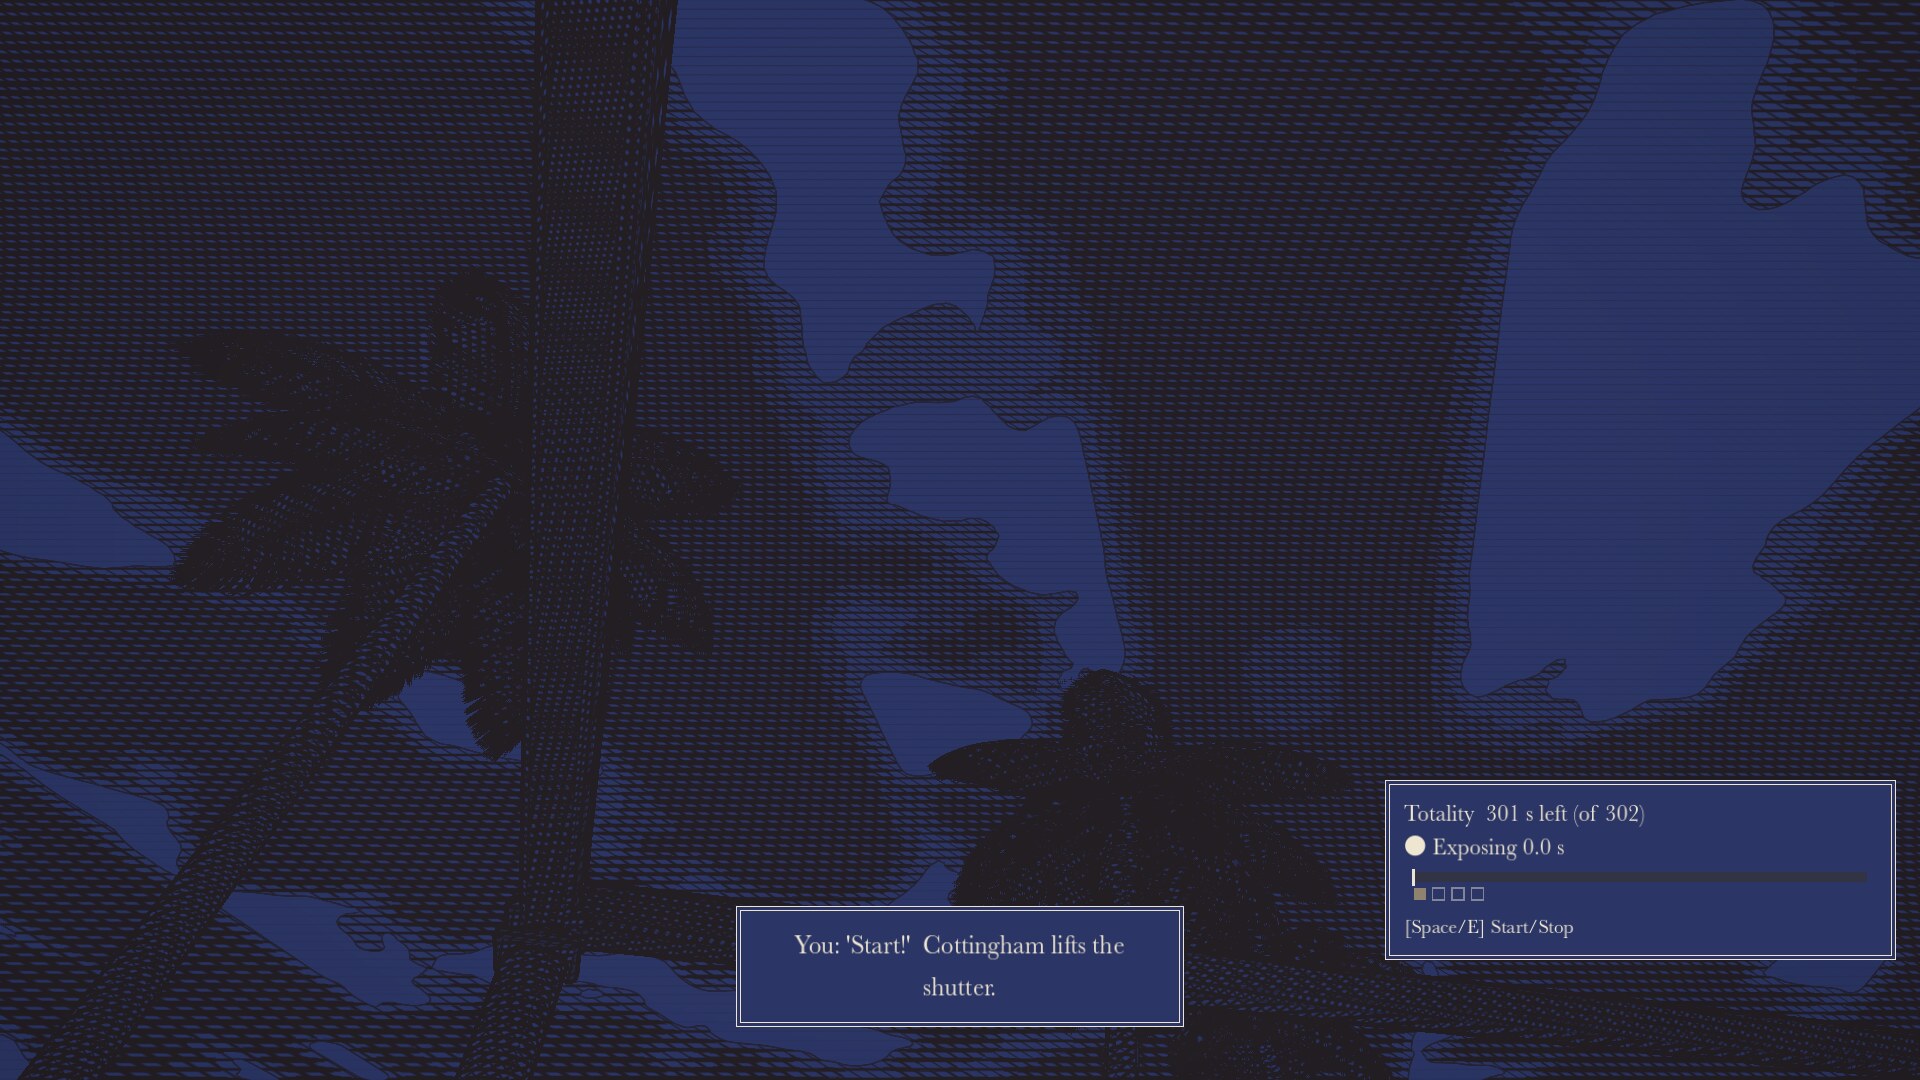 Totality 301 s left (of 302)
Exposing 0.0 s
[Space/E] Start/Stop
You: 'Start!' Cottingham lifts the
shutter.